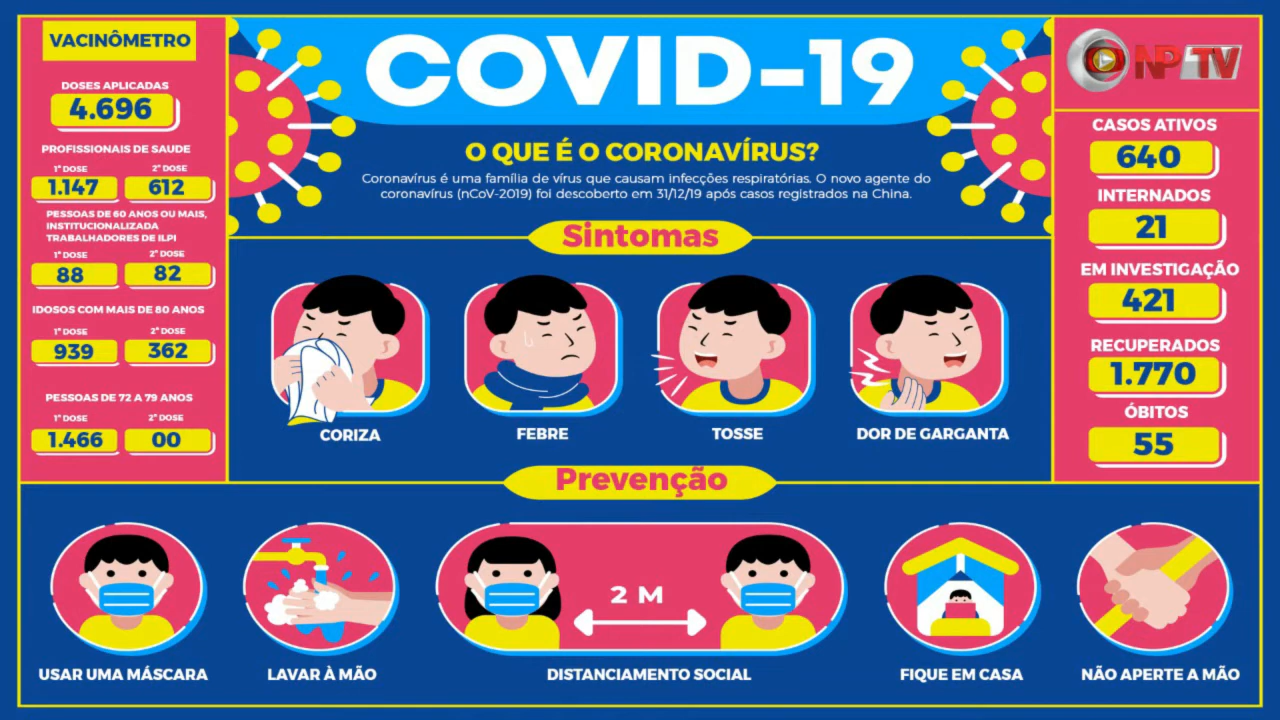 VACINÔMETRO
DOSES APLICADAS
4.696
PROFISSIONAIS DE SAUDE
1ª DOSE 2ª DOSE
1.147 612
PESSOAS DE 60 ANOS OU MAIS,
INSTITUCIONALIZADA
TRABALHADORES DE ILPI
1ª DOSE 2ª DOSE
88 82
IDOSOS COM MAIS DE 80 ANOS
1ª DOSE 2ª DOSE
939 362
PESSOAS DE 72 A 79 ANOS
1ª DOSE 2ª DOSE
1.466 00
COVID-19
O QUE É O CORONAVÍRUS?
Coronavírus é uma família de vírus que causam infecções respiratórias. O novo agente do
coronavírus (nCoV-2019) foi descoberto em 31/12/19 após casos registrados na China.
Sintomas
CORIZA
FEBRE
TOSSE
DOR DE GARGANTA
NPTV
CASOS ATIVOS
640
INTERNADOS
21
EM INVESTIGAÇÃO
421
RECUPERADOS
1.770
ÓBITOS
55
Prevenção
2 M
USAR UMA MÁSCARA
LAVAR À MÃO
DISTANCIAMENTO SOCIAL
FIQUE EM CASA
NÃO APERTE A MÃO